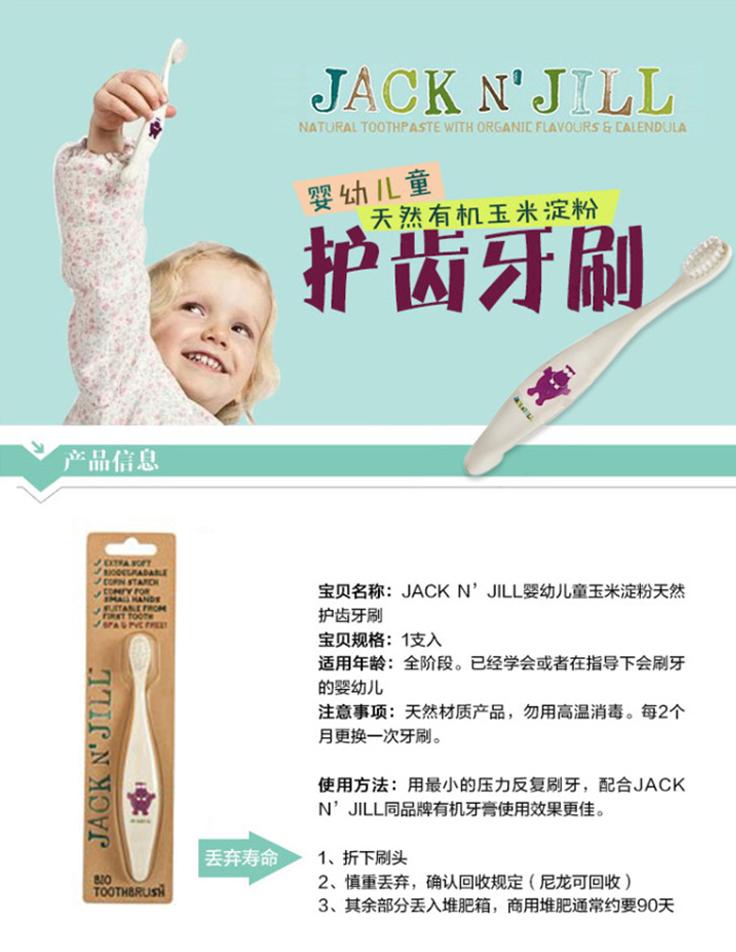 JACK N' JILL
NATURAL TOOTHPASTE WITH ORGANIC FLAVOURS & CALENDULA
婴幼儿童
天然有机玉米淀粉
护齿牙刷
JACK N' JILL
产品信息
EXTRA SOFT
BIODEGRADABLE
CORN STARCH
COMFY FOR
SMALL HANDS
SUITABLE FROM
FIRST TOOTH
BPA & PVC FREE!
JACK N' JILL™
BIO
TOOTHBRUSH
宝贝名称：JACK N’JILL婴幼儿童玉米淀粉天然
护齿牙刷
宝贝规格：1支入
适用年龄：全阶段。已经学会或者在指导下会刷牙
的婴幼儿
注意事项：天然材质产品，勿用高温消毒。每2个
月更换一次牙刷。
使用方法：用最小的压力反复刷牙，配合JACK
N’JILL同品牌有机牙膏使用效果更佳。
丢弃寿命
1、折下刷头
2、慎重丢弃，确认回收规定（尼龙可回收）
3、其余部分丢入堆肥箱，商用堆肥通常约要90天